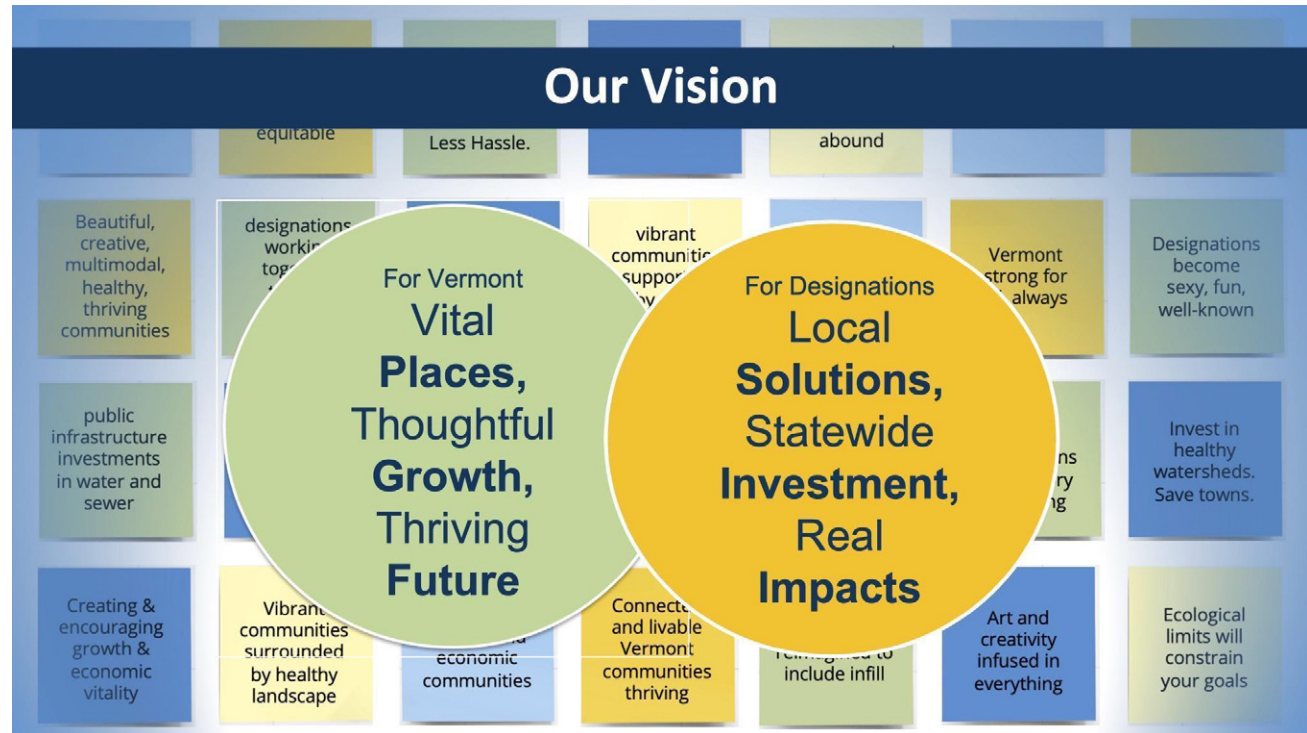 Our Vision
equitable
Less Hassle.
abound
Beautiful,
creative,
multimodal,
healthy,
thriving
communities
designations
vibrant
Vermont
strong for
always
Designations
become
sexy, fun,
well-known
For Vermont
Vital
Places,
Thoughtful
Growth,
Thriving
Future
For Designations
Local
Solutions,
Statewide
Investment,
Real
Impacts
public
infrastructure
investments
in water and
sewer
Invest in
healthy
watersheds.
Save towns.
Creating &
encouraging
growth &
economic
vitality
Vibrant
communities
surrounded
by healthy
landscape
economic
communities
and livable
Vermont
communities
thriving
include infill
Art and
creativity
infused in
everything
Ecological
limits will
constrain
your goals